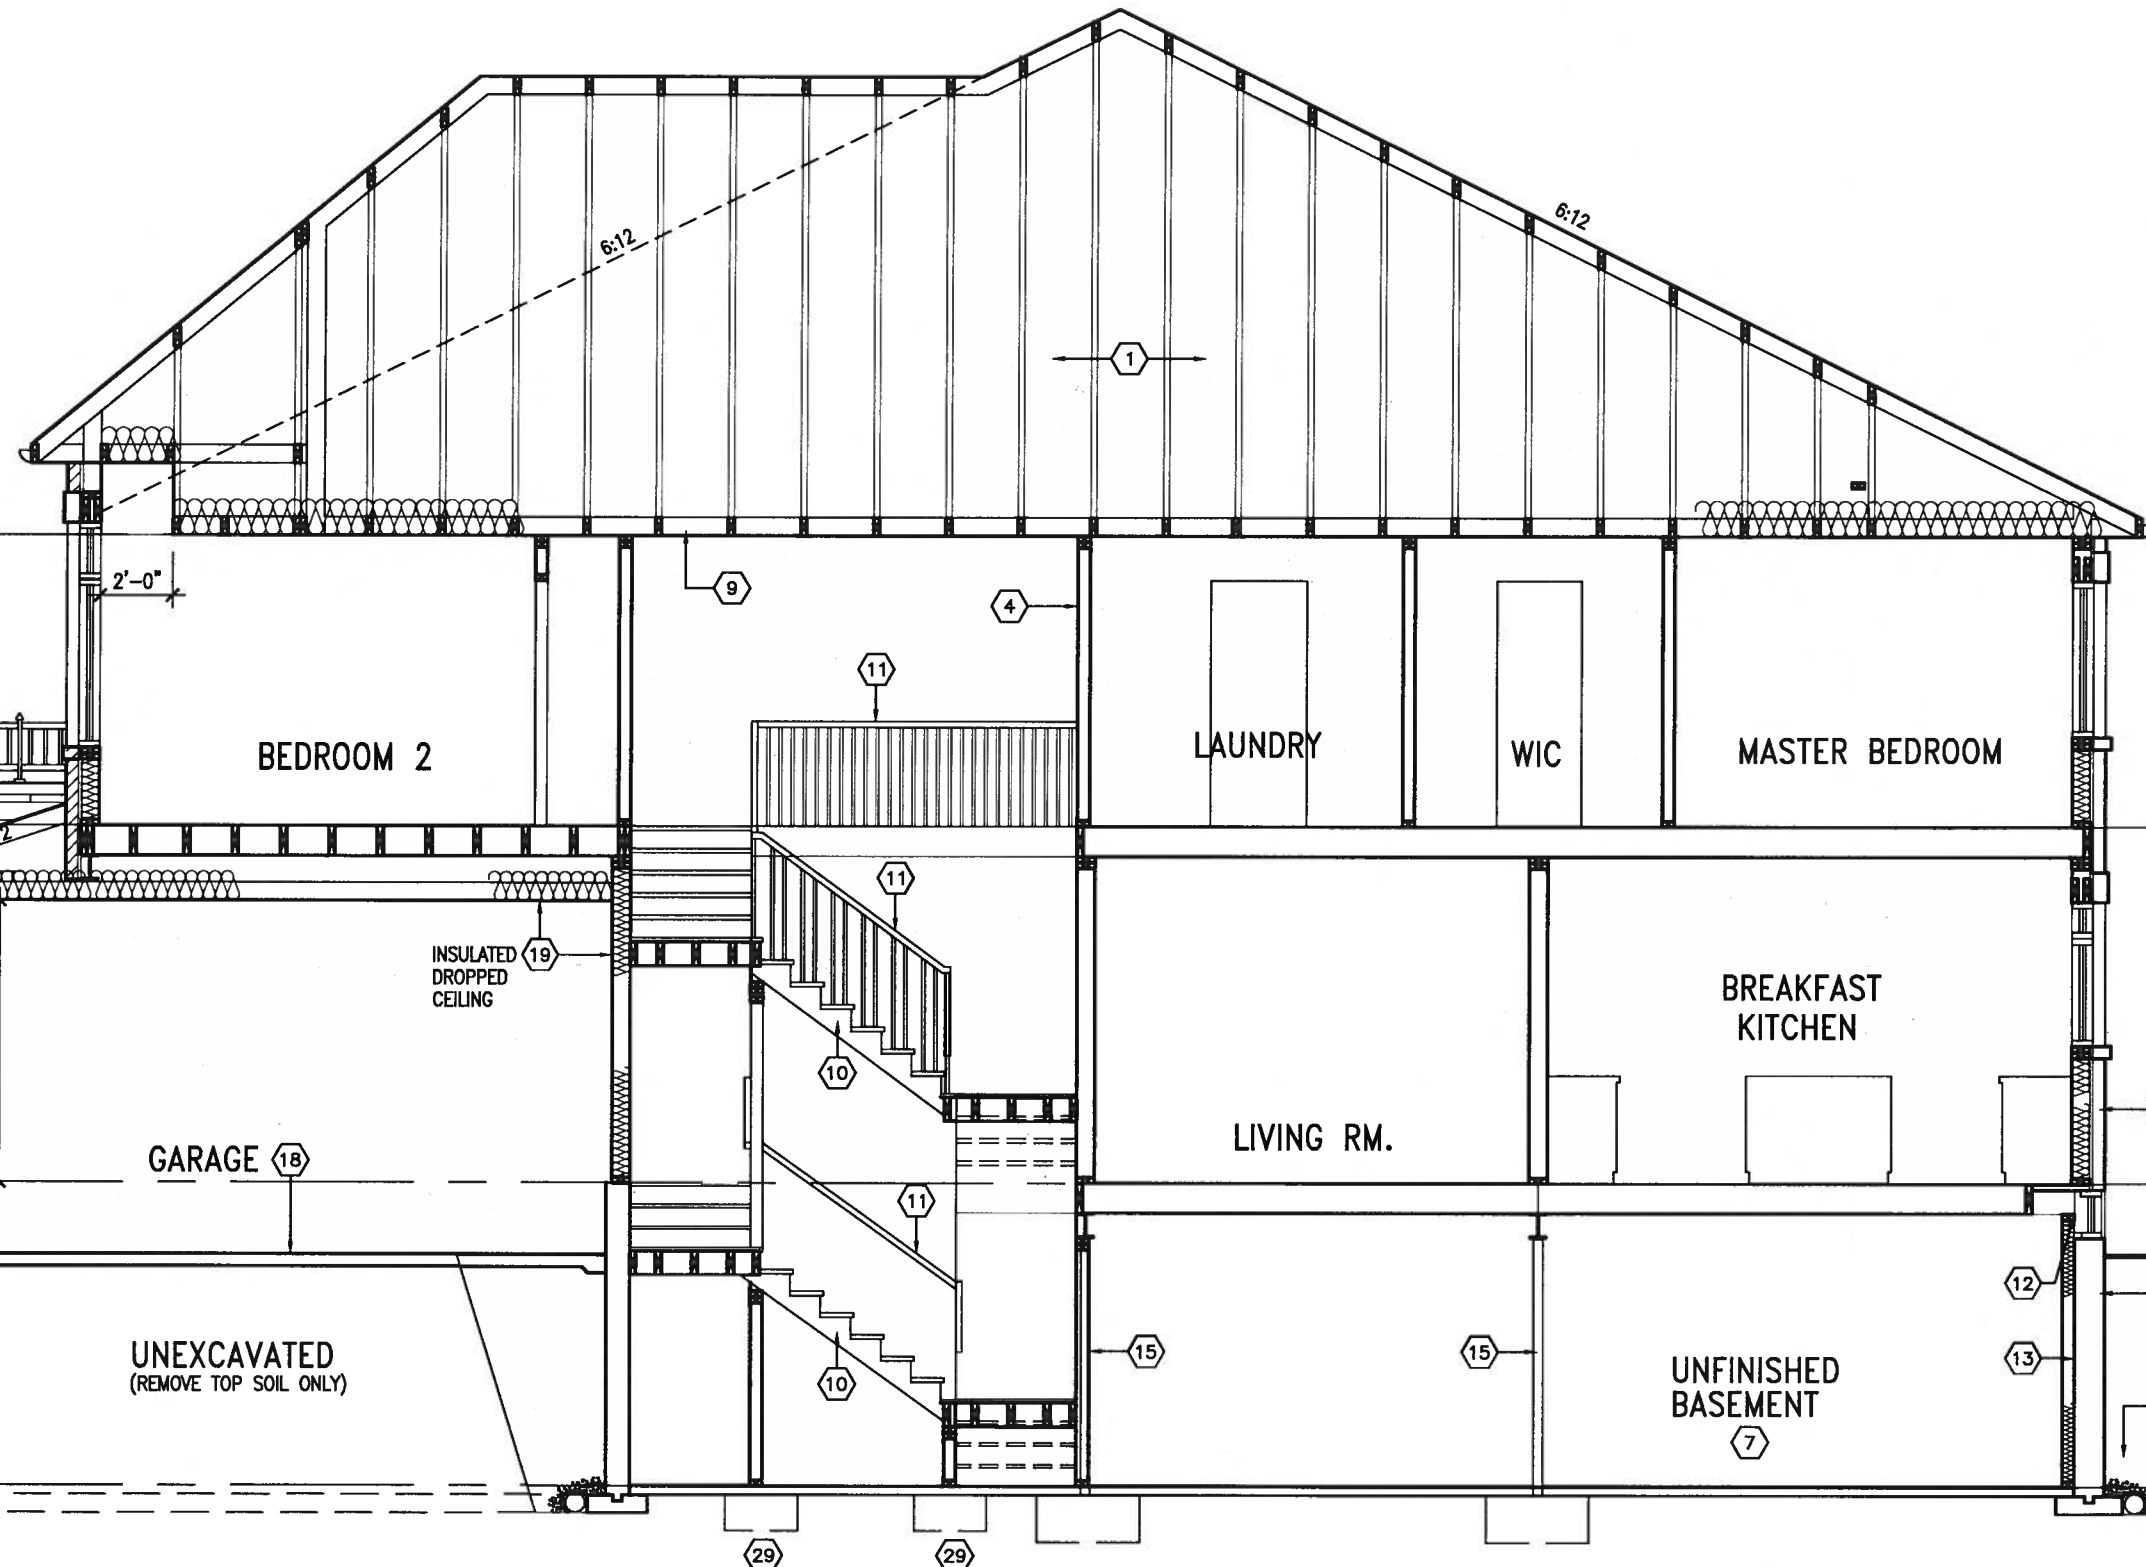 6:12
6:12
1
2'-0"
9
4
11
BEDROOM 2
LAUNDRY
WIC
MASTER BEDROOM
2
11
INSULATED
DROPPED
CEILING
19
BREAKFAST
KITCHEN
10
LIVING RM.
GARAGE
18
11
12
UNEXCAVATED
(REMOVE TOP SOIL ONLY)
10
15
15
UNFINISHED
BASEMENT
13
7
29
29